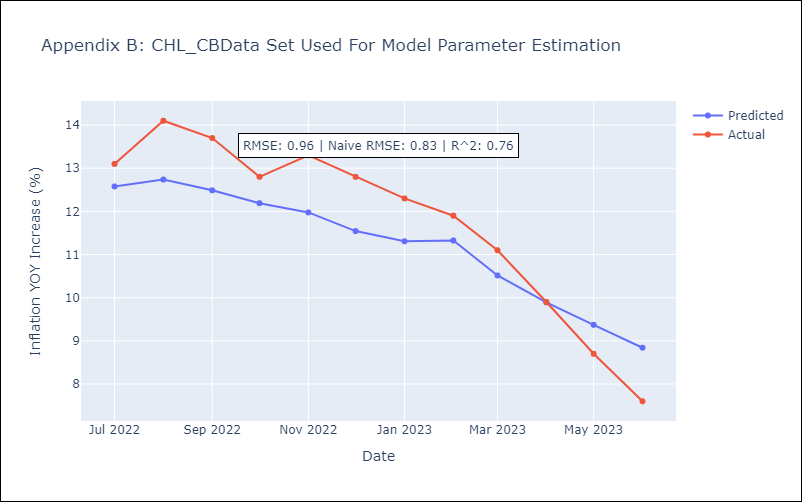 Appendix B: CHL_CBData Set Used For Model Parameter Estimation
Predicted
Actual
RMSE: 0.96 | Naive RMSE: 0.83 | R^2: 0.76
Inflation YOY Increase (%)
14
13
12
11
10
9
8
Jul 2022 Sep 2022 Nov 2022 Jan 2023 Mar 2023 May 2023
Date